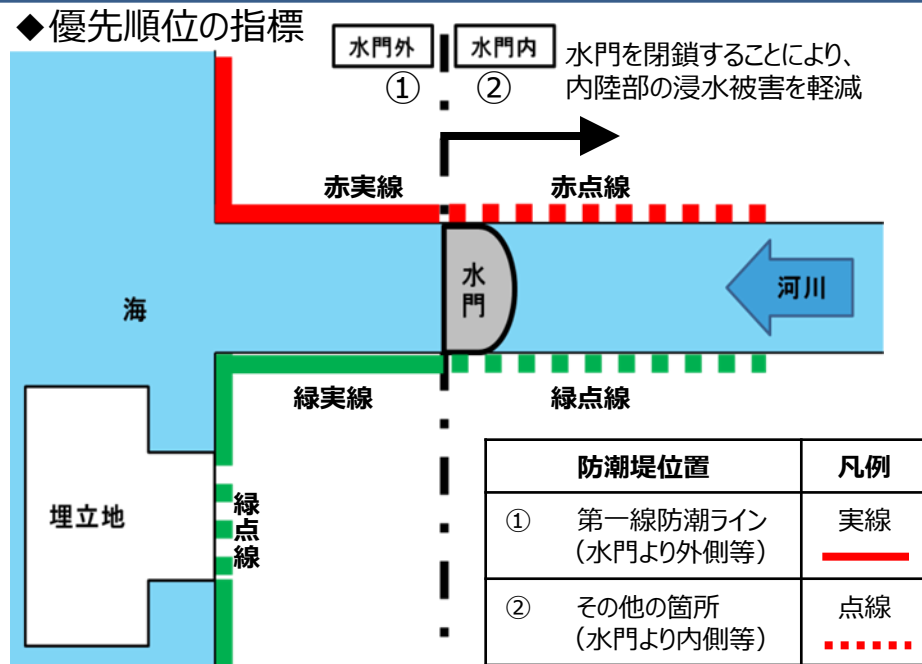 ◆優先順位の指標
水門外
水門内
①
②
水門を閉鎖することにより、
内陸部の浸水被害を軽減
赤実線
赤点線
海
水門
河川
緑実線
緑点線
埋立地
緑点線
防潮堤位置
凡例
① 第一線防潮ライン
(水門より外側等)
実線
② その他の箇所
(水門より内側等)
点線